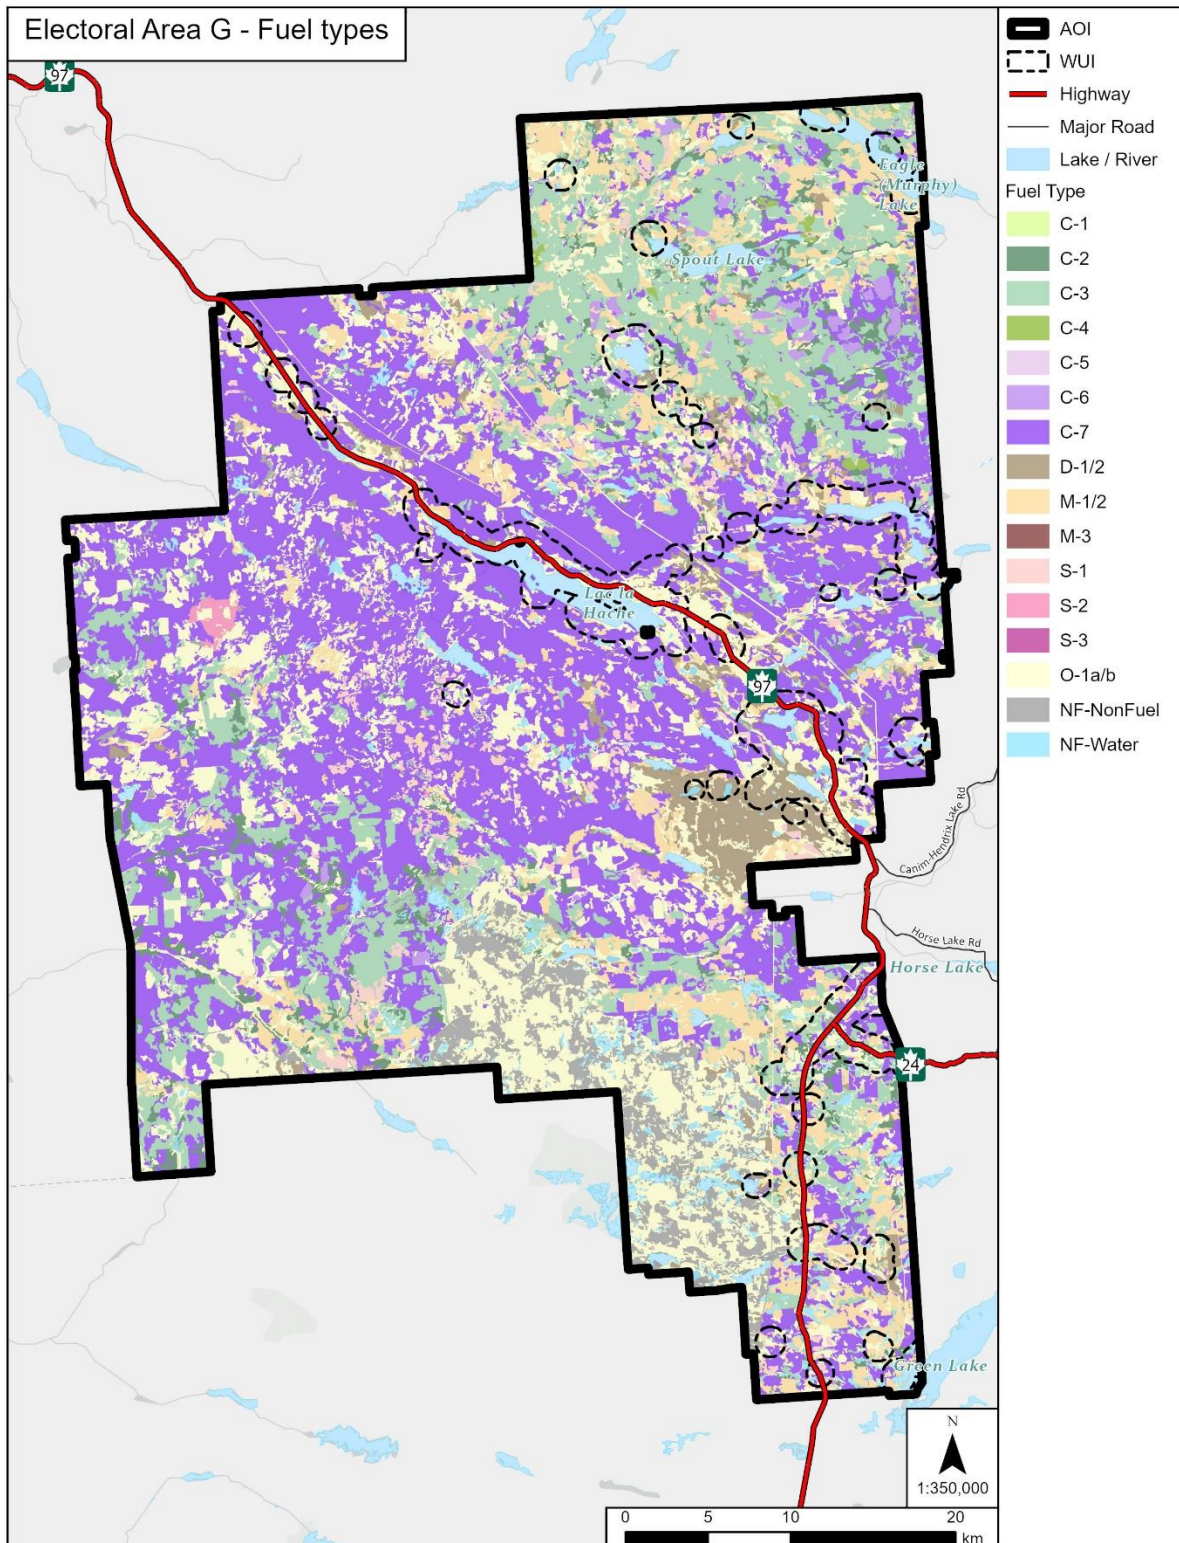 Electoral Area G - Fuel types
97
Eagle
(Murphy)
Lake
Spout Lake
Lac la
Hache
97
Canim-Hendrix Lake Rd
Horse Lake Rd
Horse Lake
24
Green Lake
N
1:350,000
0 5 10 20
km
AOI
WUI
Highway
Major Road
Lake / River
Fuel Type
C-1
C-2
C-3
C-4
C-5
C-6
C-7
D-1/2
M-1/2
M-3
S-1
S-2
S-3
O-1a/b
NF-NonFuel
NF-Water